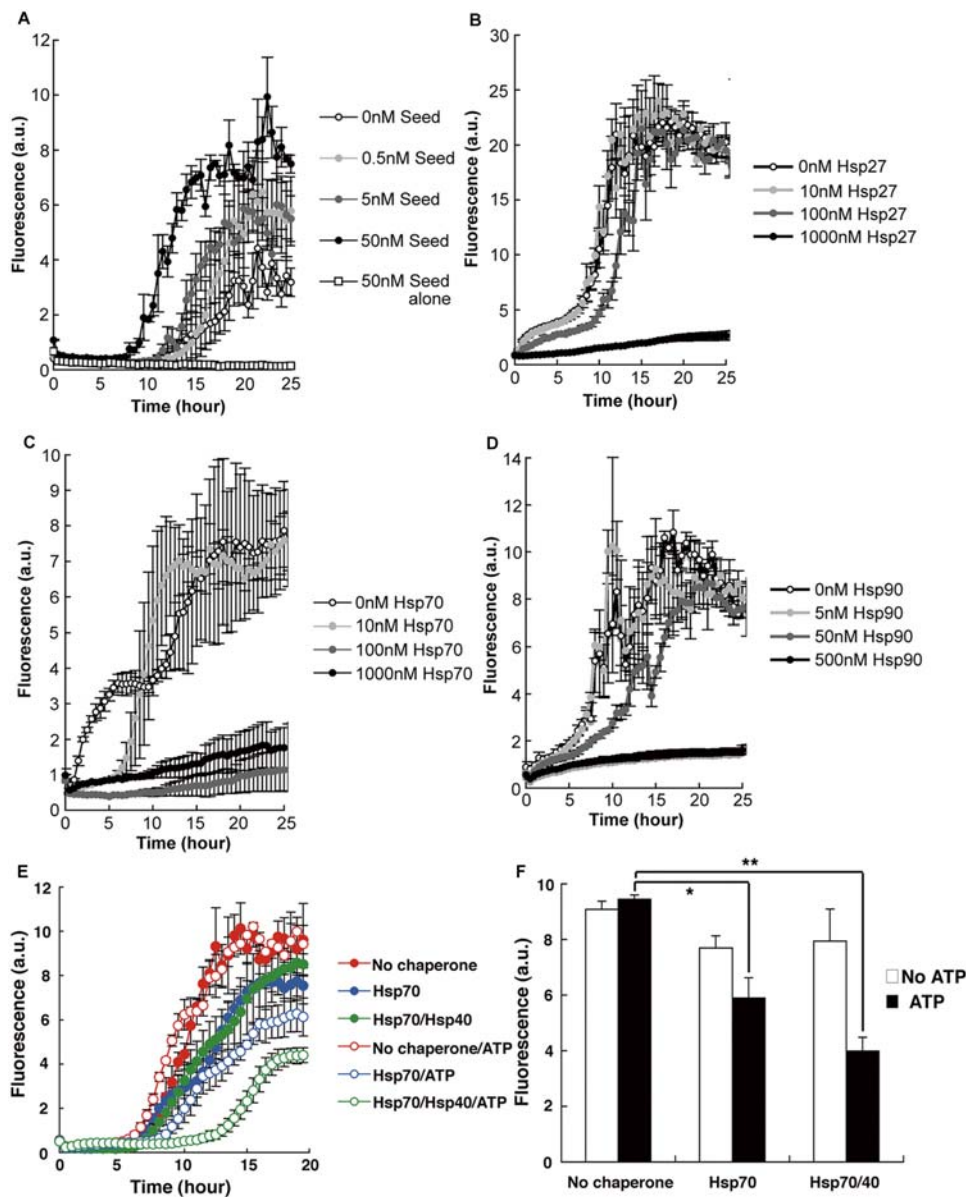 A
12
10
8
6
4
2
0
Fluorescence (a.u.)
0 5 10 15 20 25
Time (hour)
0nM Seed
0.5nM Seed
5nM Seed
50nM Seed
50nM Seed
alone
B
30
25
20
15
10
5
0
Fluorescence (a.u.)
0 5 10 15 20 25
Time (hour)
0nM Hsp27
10nM Hsp27
100nM Hsp27
1000nM Hsp27
C
10
9
8
7
6
5
4
3
2
1
0
Fluorescence (a.u.)
0 5 10 15 20 25
Time (hour)
0nM Hsp70
10nM Hsp70
100nM Hsp70
1000nM Hsp70
D
14
12
10
8
6
4
2
0
Fluorescence (a.u.)
0 5 10 15 20 25
Time (hour)
0nM Hsp90
5nM Hsp90
50nM Hsp90
500nM Hsp90
E
12
10
8
6
4
2
0
Fluorescence (a.u.)
0 5 10 15 20
Time (hour)
No chaperone
Hsp70
Hsp70/Hsp40
No chaperone/ATP
Hsp70/ATP
Hsp70/Hsp40/ATP
F
**
*
10
8
6
4
2
0
Fluorescence (a.u.)
No ATP
ATP
No chaperone Hsp70 Hsp70/40